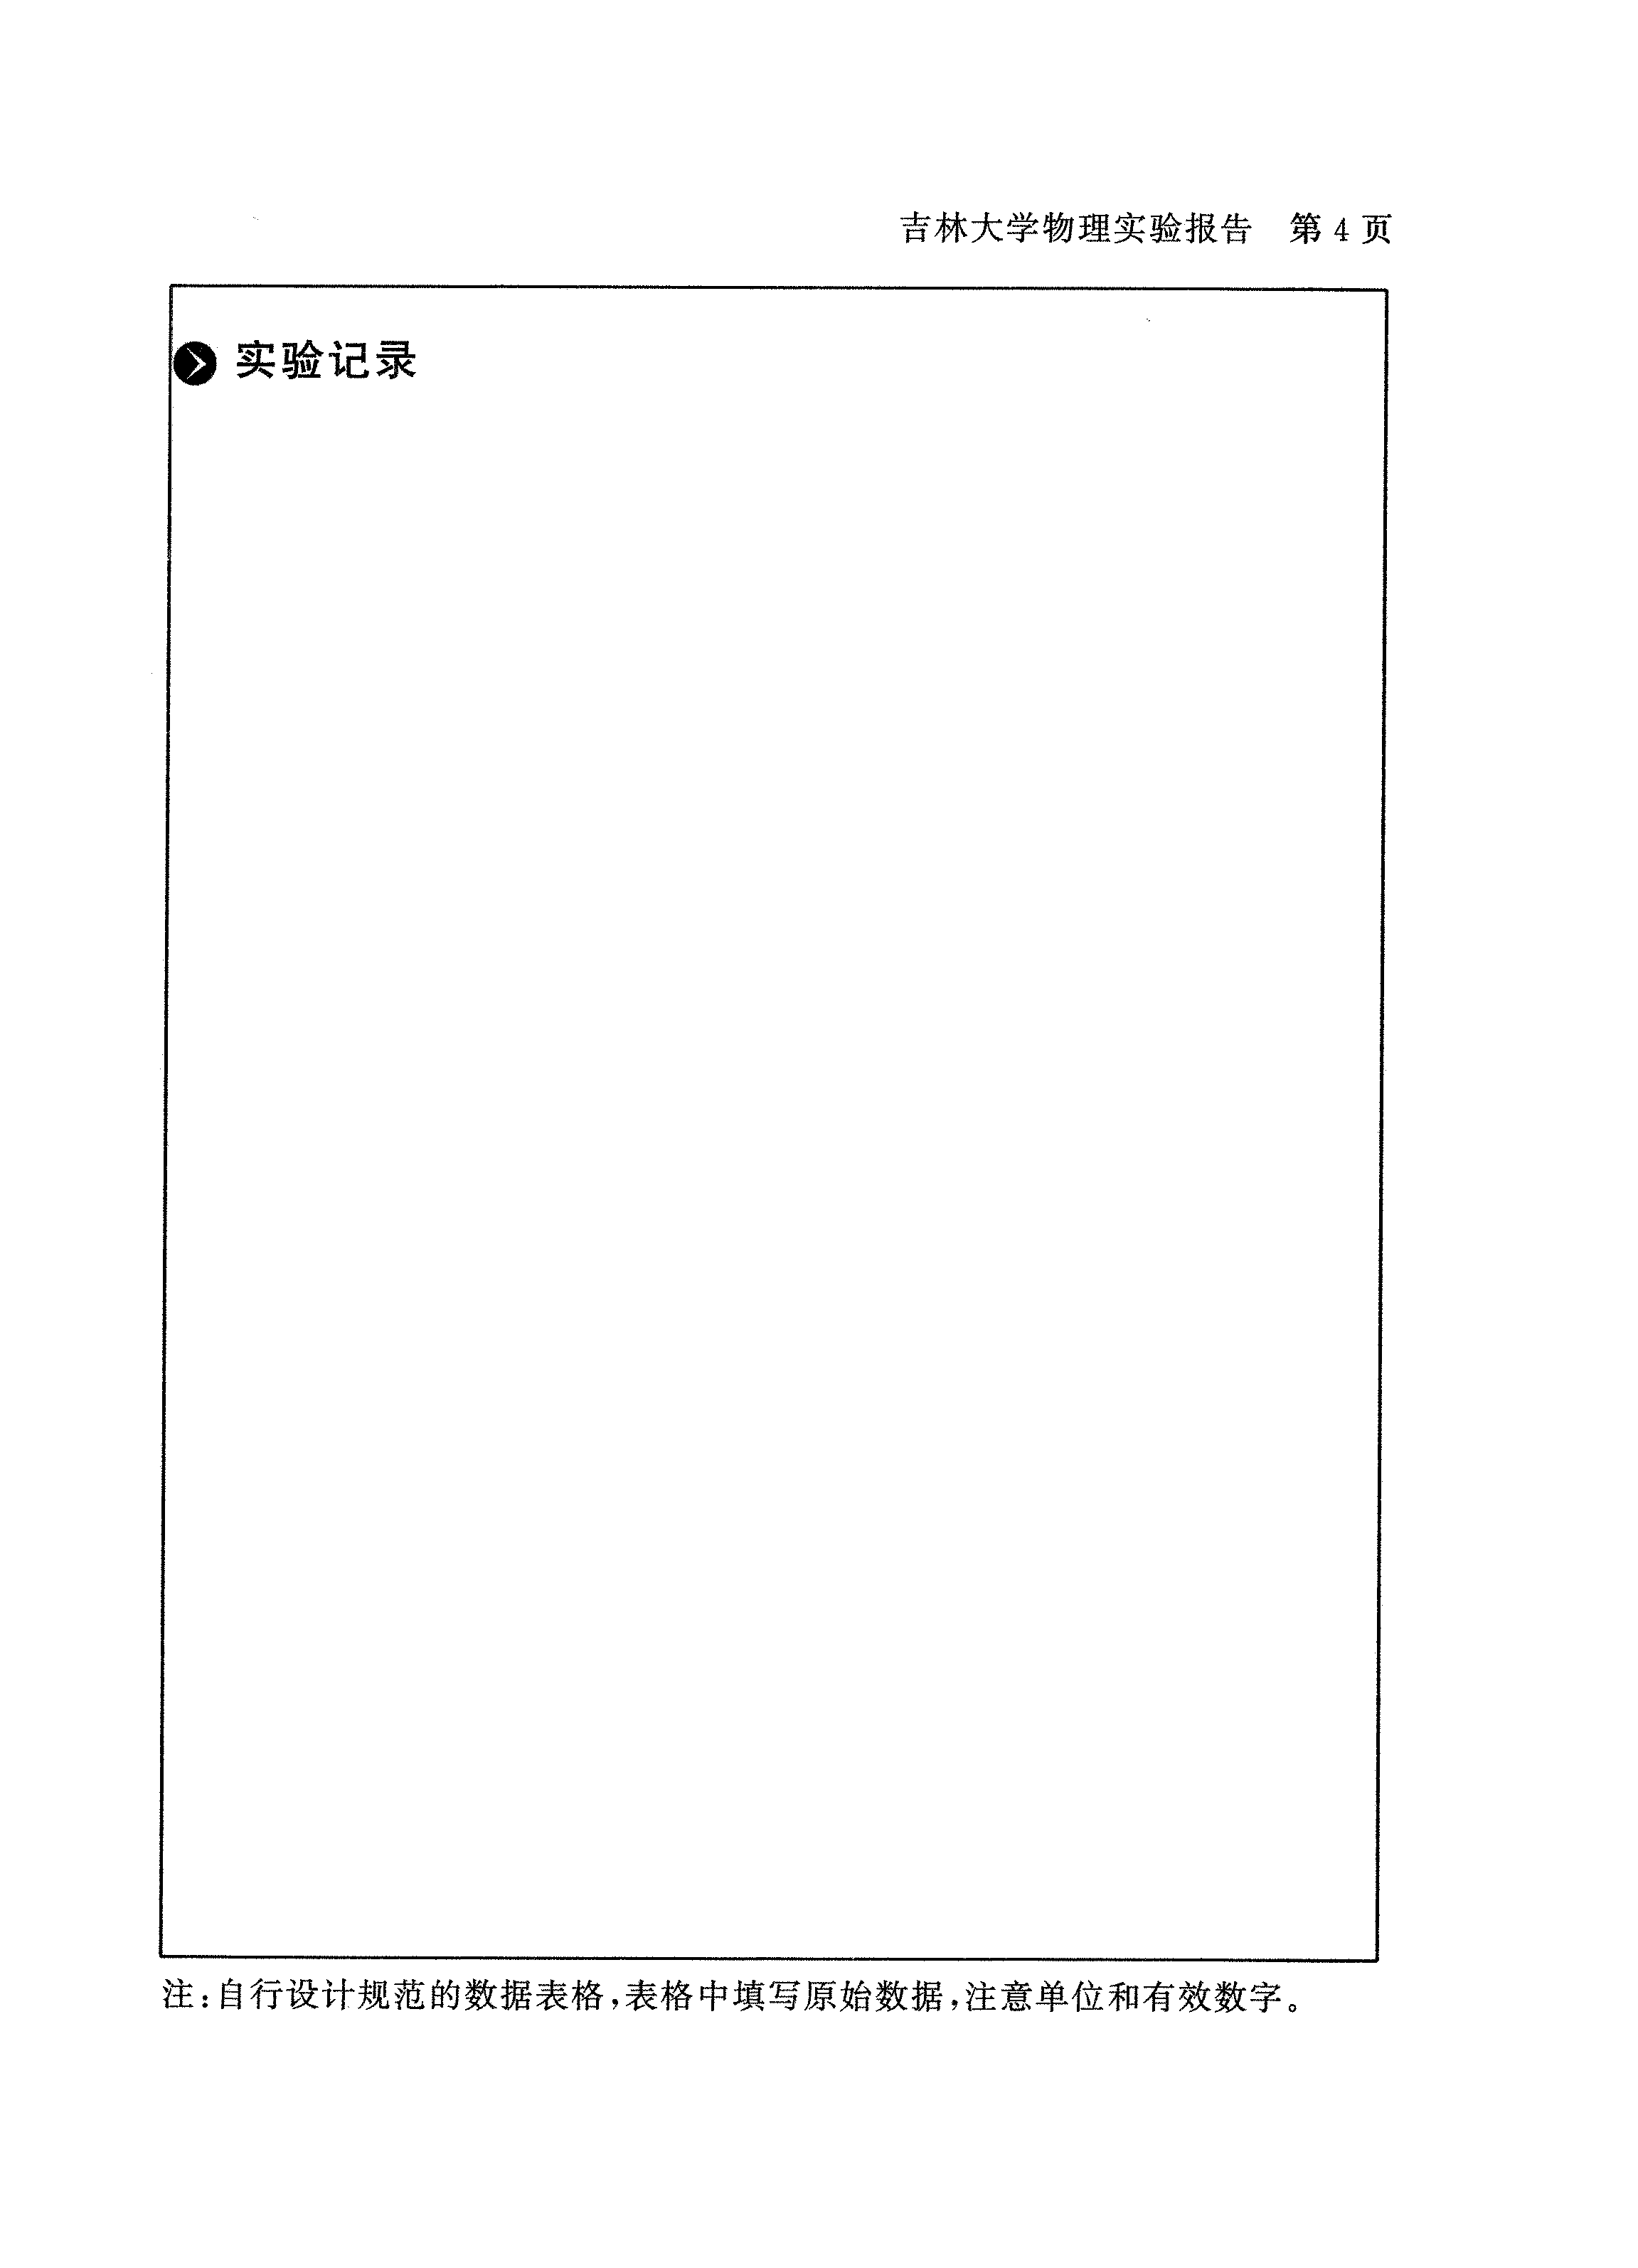 吉林大学物理实验报告 第 4 页
实验记录
注:自行设计规范的数据表格,表格中填写原始数据,注意单位和有效数字。